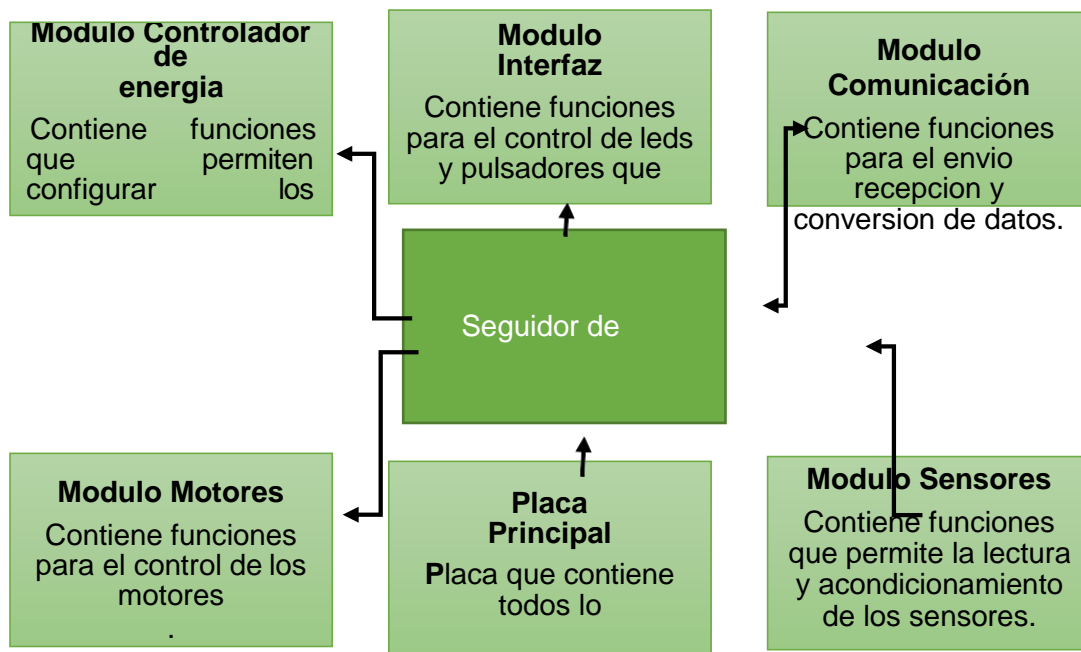 Modulo Controlador
de
energia
Contiene funciones
que permiten
configurar los
Modulo
Interfaz
Contiene funciones
para el control de leds
y pulsadores que
Modulo
Comunicación
Contiene funciones
para el envio
recepcion y
conversion de datos.
Seguidor de
Modulo Motores
Contiene funciones
para el control de los
motores
.
Placa
Principal
Placa que contiene
todos lo
Modulo Sensores
Contiene funciones
que permite la lectura
y acondicionamiento
de los sensores.